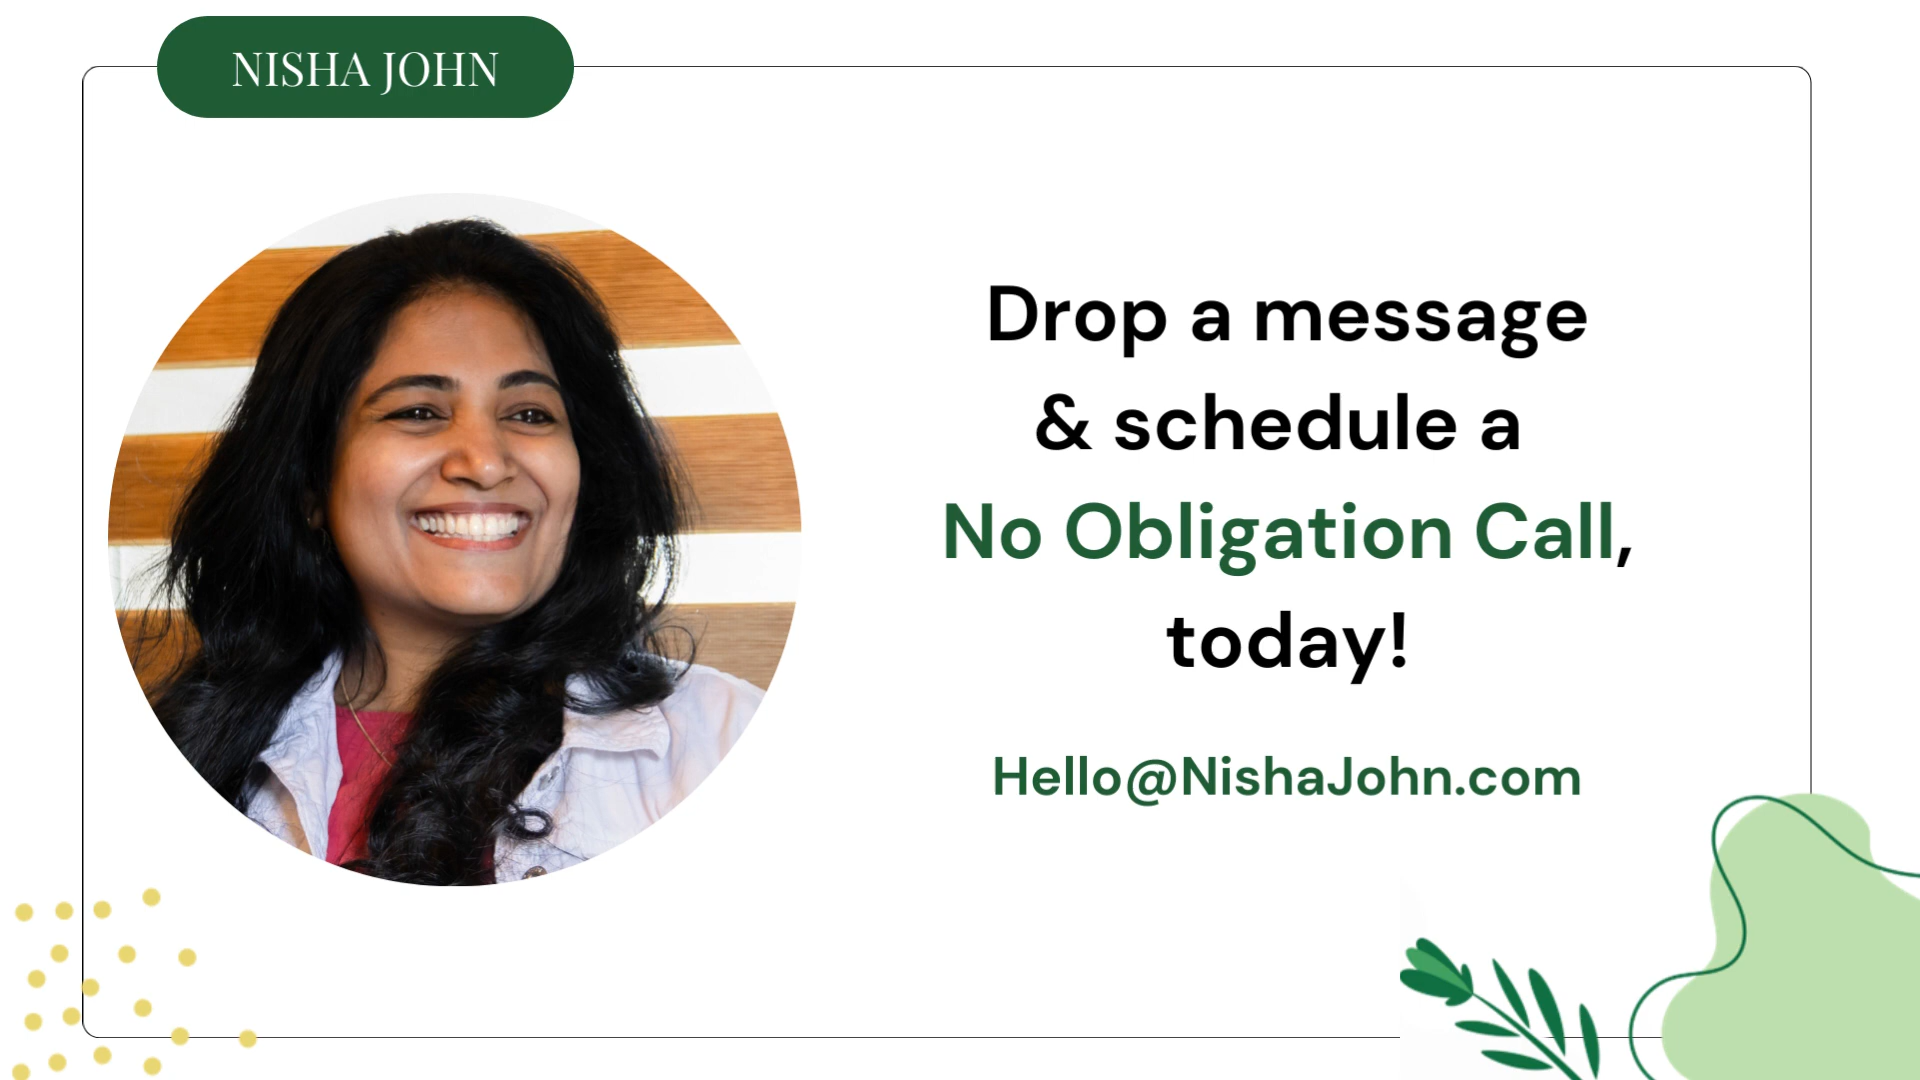 NISHA JOHN
Drop a message
& schedule a
No Obligation Call,
today!
Hello@NishaJohn.com